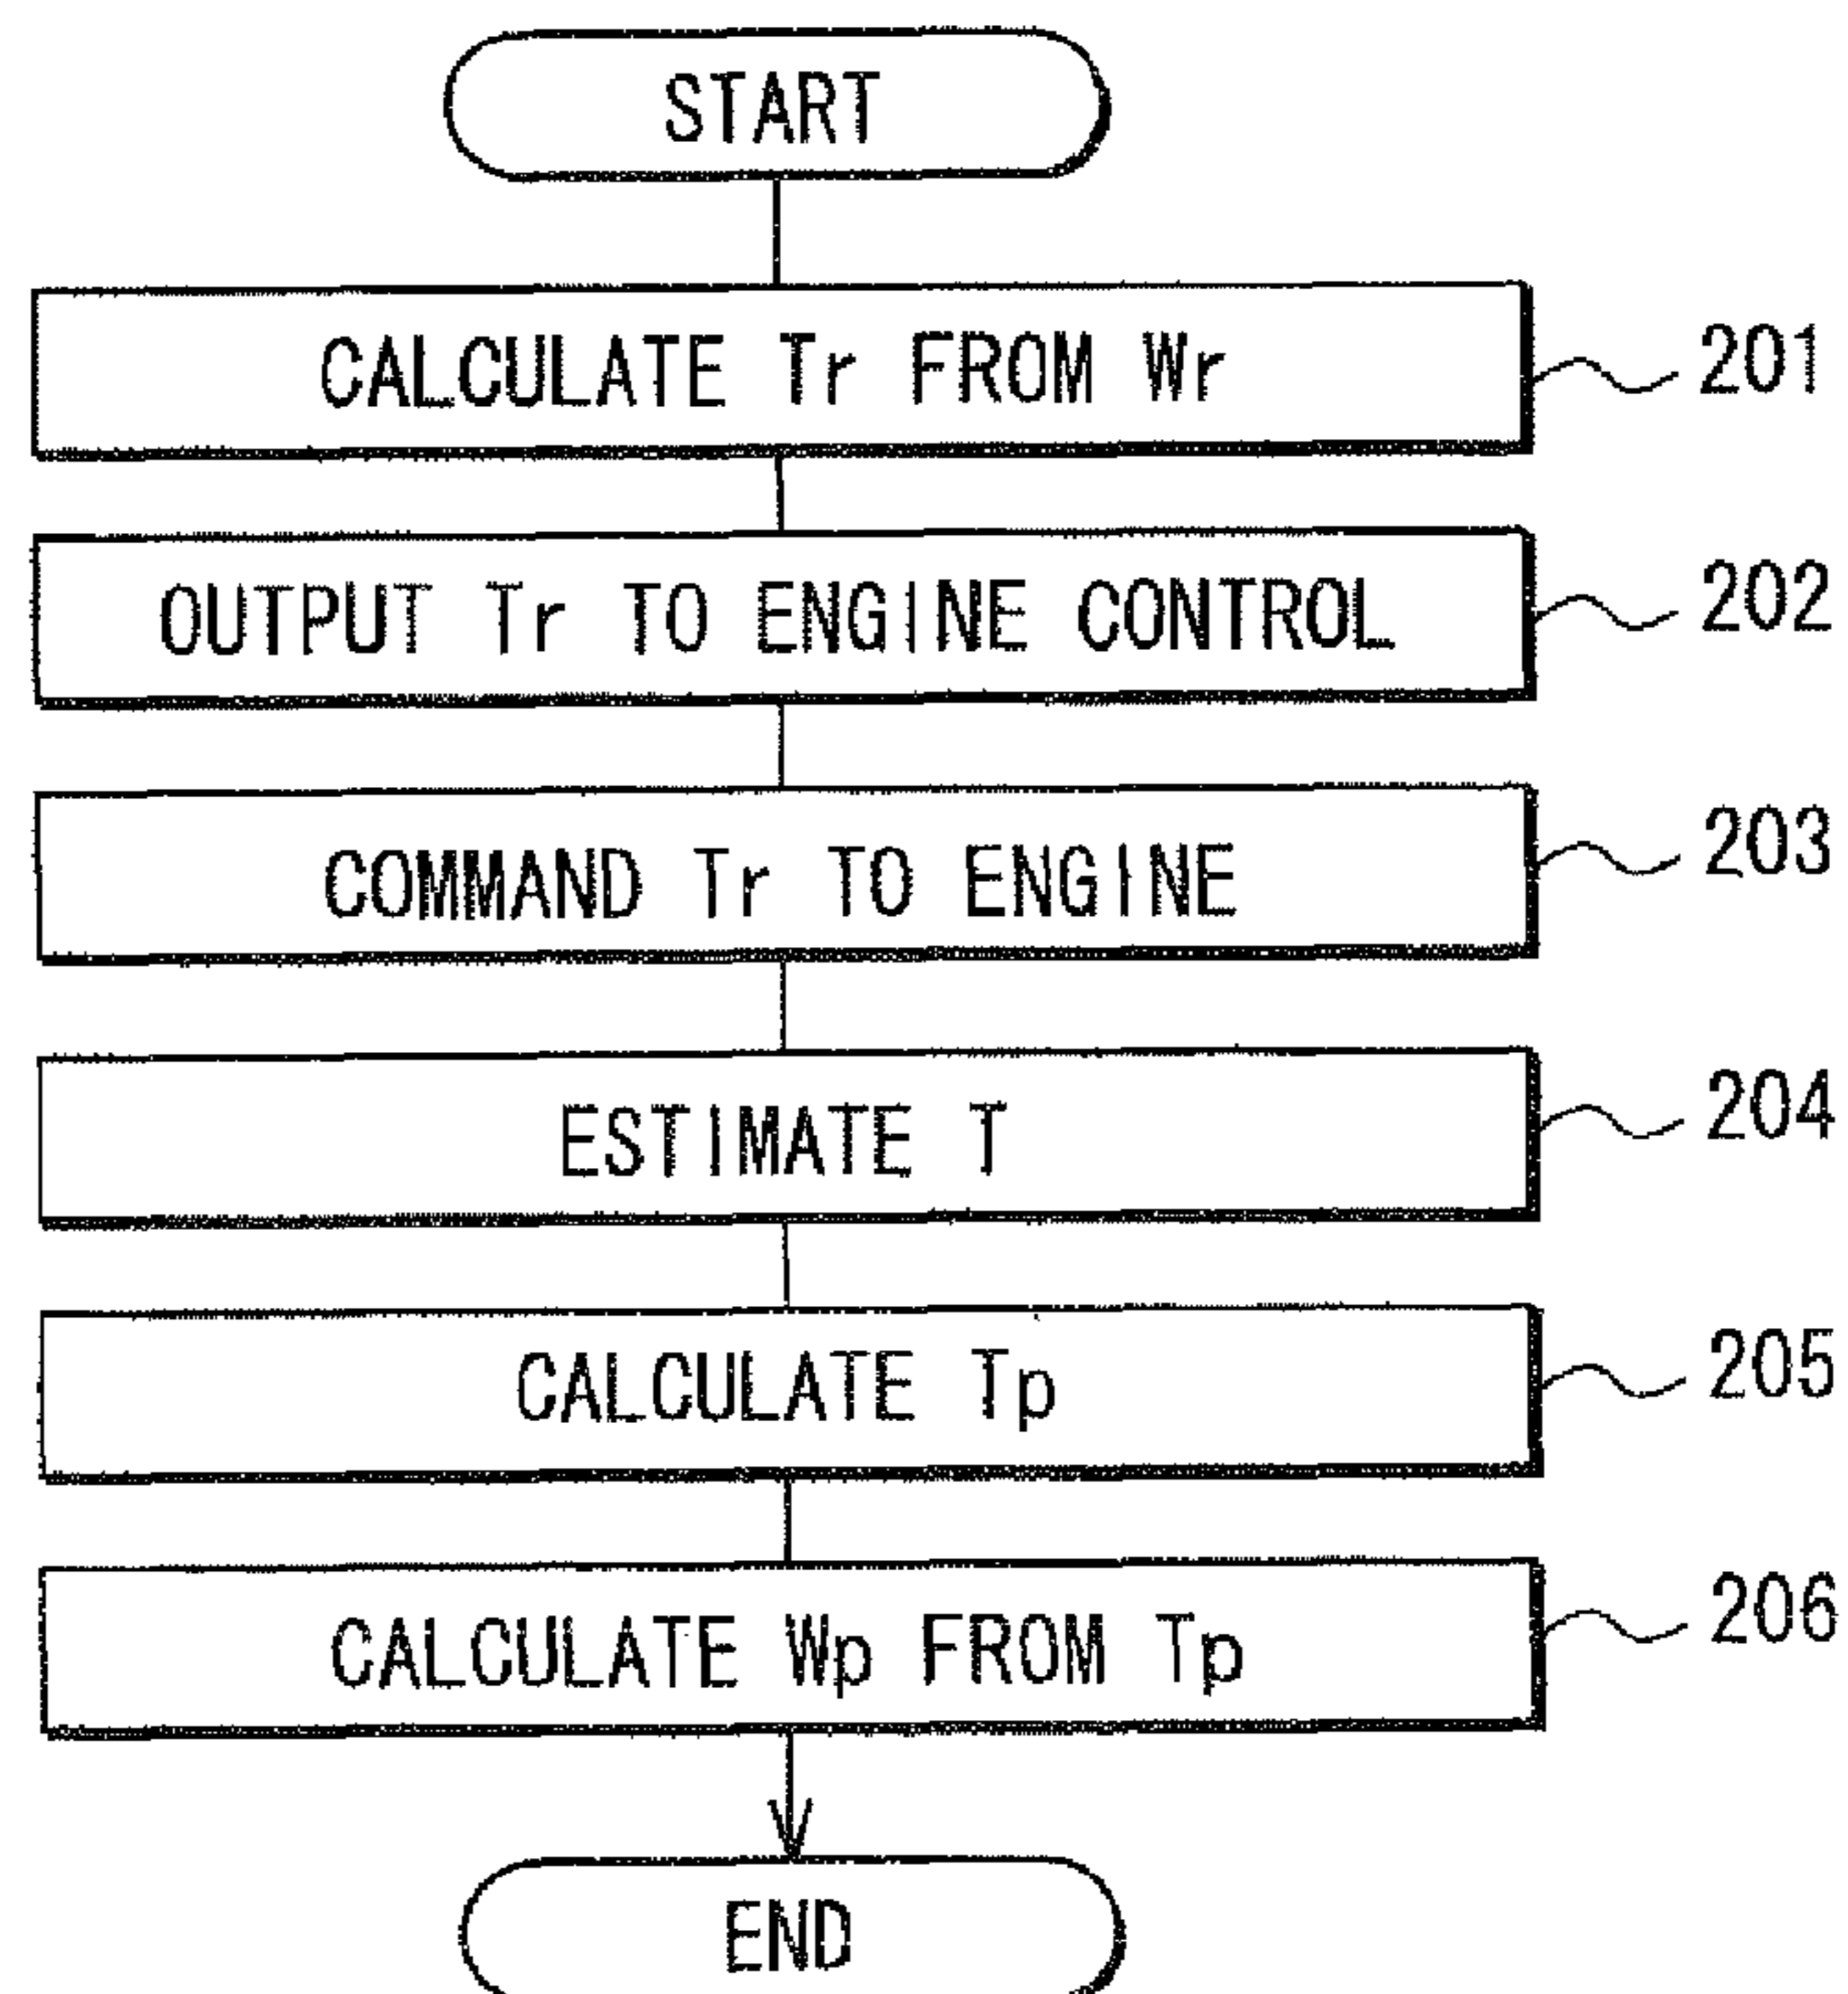 START
CALCULATE Tr FROM Wr
201
OUTPUT Tr TO ENGINE CONTROL
202
COMMAND Tr TO ENGINE
203
ESTIMATE T
204
CALCULATE Tp
205
CALCULATE Wp FROM Tp
206
END